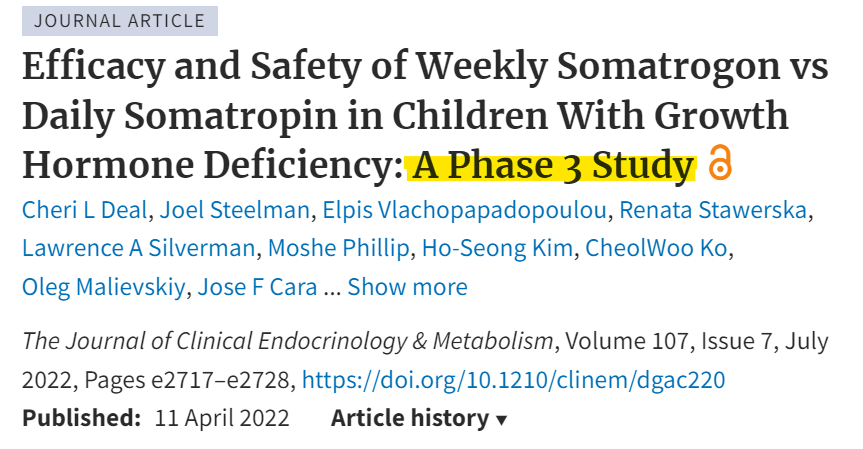 JOURNAL ARTICLE
Efficacy and Safety of Weekly Somatrogon vs
Daily Somatropin in Children With Growth
Hormone Deficiency: A Phase 3 Study
Cheri L Deal, Joel Steelman, Elpis Vlachopapadopoulou, Renata Stawerska,
Lawrence A Silverman, Moshe Phillip, Ho-Seong Kim, CheolWoo Ko,
Oleg Malievskiy, Jose F Cara ... Show more
The Journal of Clinical Endocrinology & Metabolism, Volume 107, Issue 7, July
2022, Pages e2717–e2728, https://doi.org/10.1210/clinem/dgac220
Published: 11 April 2022 Article history ▾